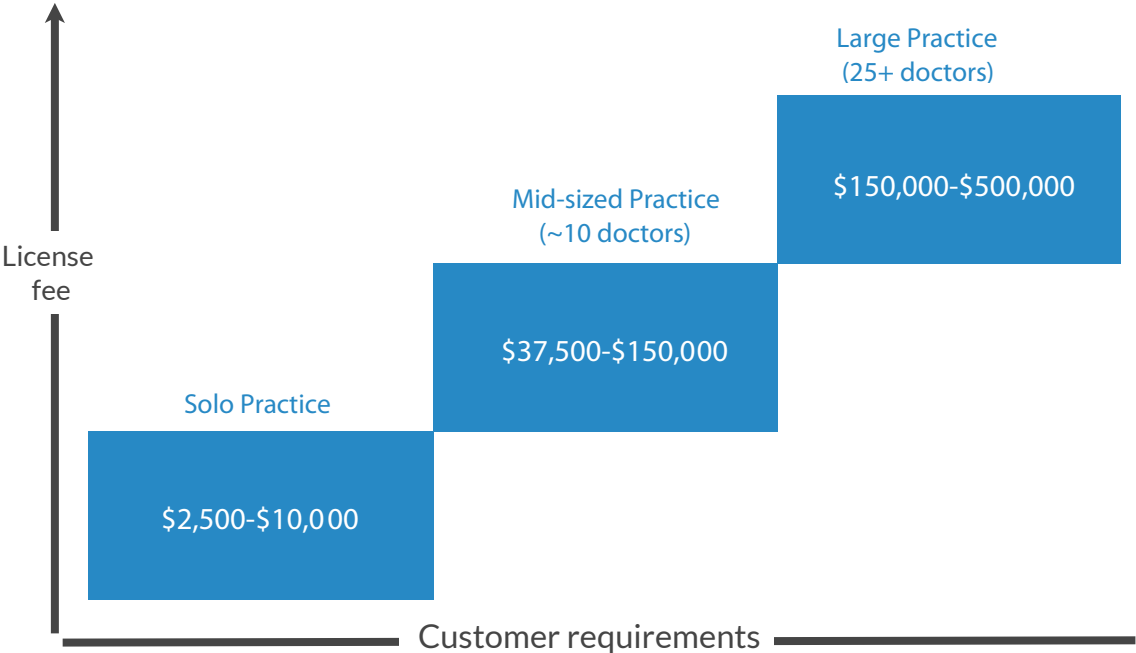 Large Practice
(25+ doctors)
$150,000-$500,000
Mid-sized Practice
(~10 doctors)
License
fee
$37,500-$150,000
Solo Practice
$2,500-$10,000
Customer requirements